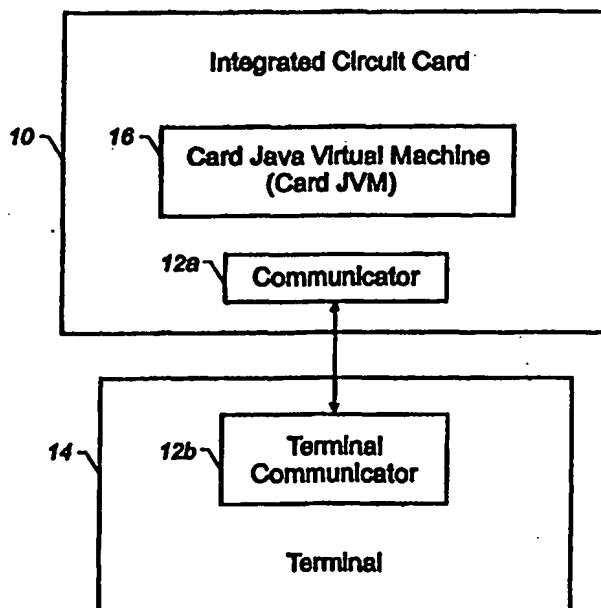 Integrated Circuit Card
10
16
Card Java Virtual Machine
(Card JVM)
12a
Communicator
14
12b
Terminal
Communicator
Terminal